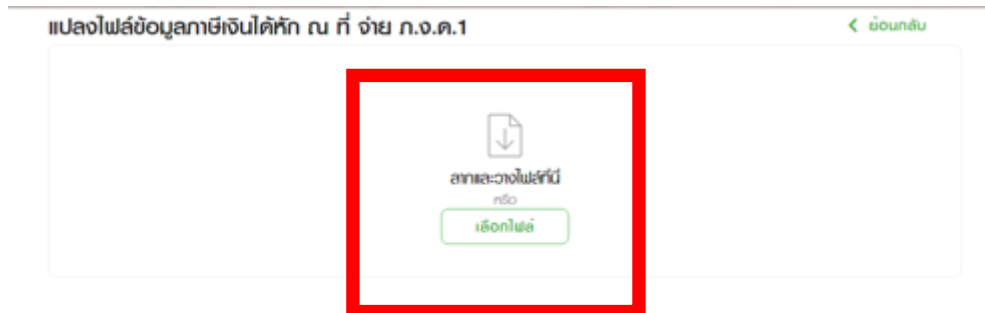 แปลงไฟล์ข้อมูลภาษีเงินได้หัก ณ ที่ จ่าย ภ.ง.ด.1
ย้อนกลับ
ลากและวางไฟล์ที่นี่
หรือ
เลือกไฟล์